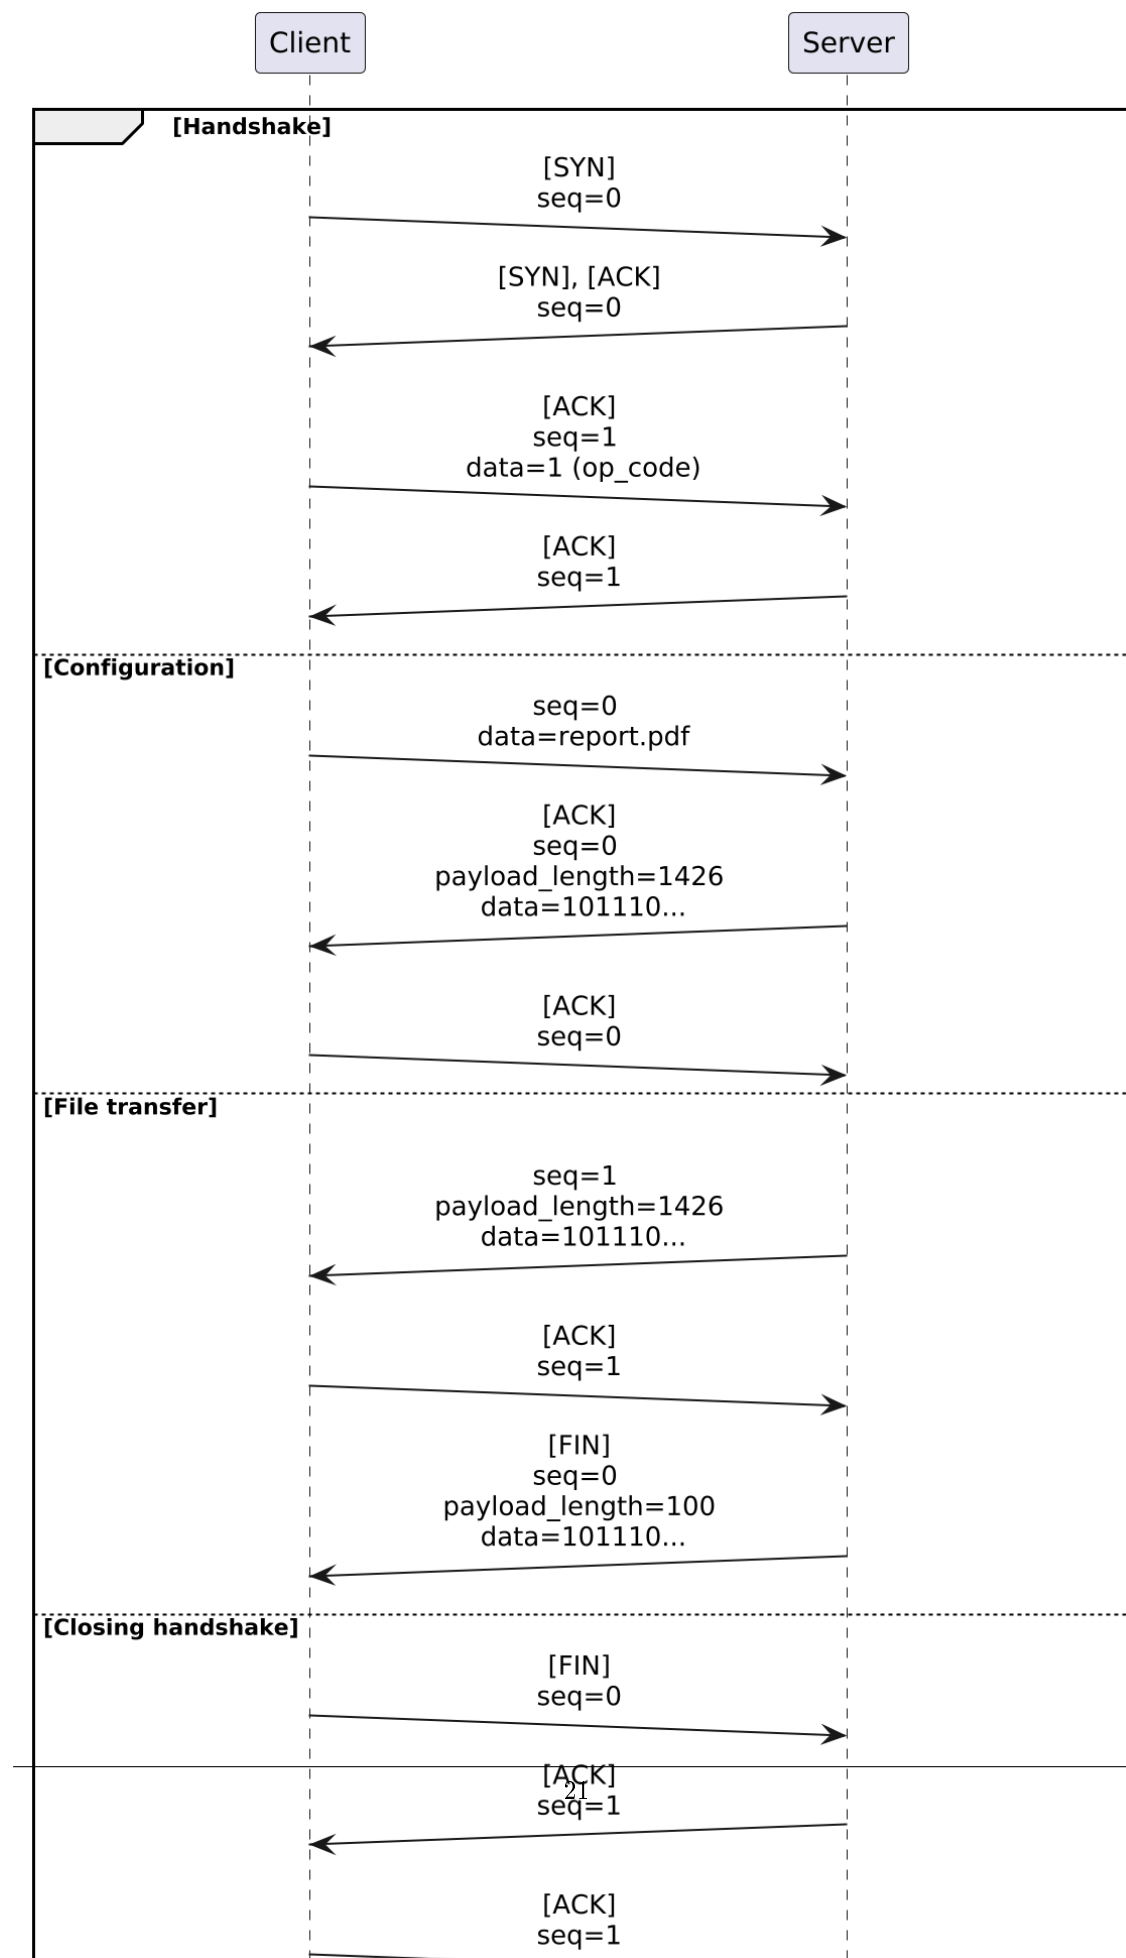 Client
Server
[Handshake]
[SYN]
seq=0
[SYN], [ACK]
seq=0
[ACK]
seq=1
data=1 (op_code)
[ACK]
seq=1
[Configuration]
seq=0
data=report.pdf
[ACK]
seq=0
payload_length=1426
data=101110...
[ACK]
seq=0
[File transfer]
seq=1
payload_length=1426
data=101110...
[ACK]
seq=1
[FIN]
seq=0
payload_length=100
data=101110...
[Closing handshake]
[FIN]
seq=0
[ACK]
21
seq=1
[ACK]
seq=1